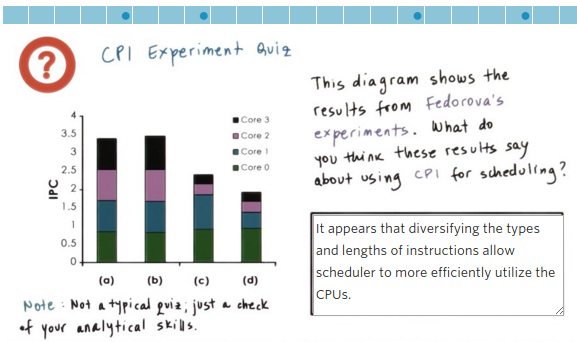 CPI Experiment Quiz
?
This diagram shows the
results from Fedorova's
experiments. What do
you think these results say
about using CPI for scheduling?
4
3.5
3
2.5
2
1.5
1
0.5
0
IPC
Core 3
Core 2
Core 1
Core 0
(a) (b) (c) (d)
It appears that diversifying the types
and lengths of instructions allow
scheduler to more efficiently utilize the
CPUs.
Note: Not a typical quiz; just a check
of your analytical skills.